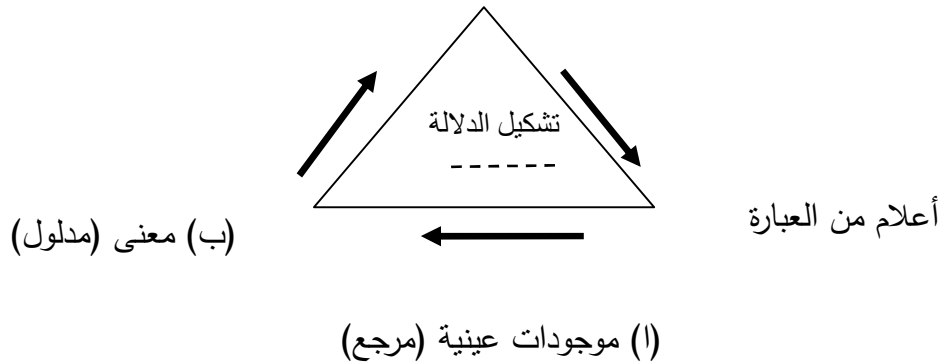 تشكيل الدلالة
أعلام من العبارة
(ب) معنى (مدلول)
(ا) موجودات عينية (مرجع)